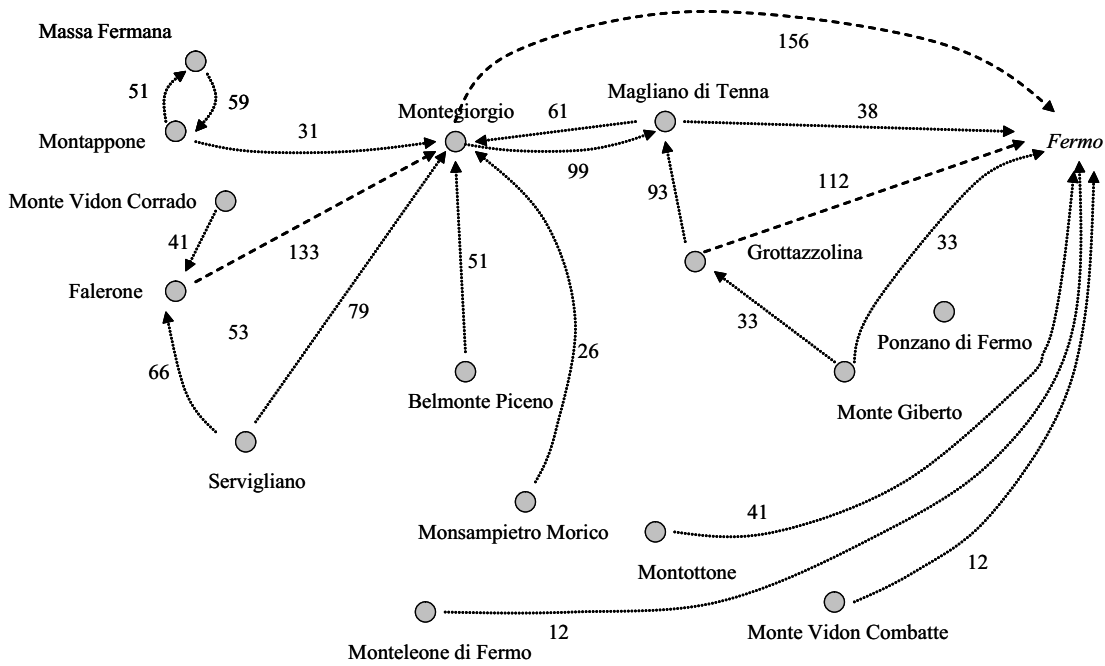 Massa Fermana
156
51
59
Magliano di Tenna
Montegiorgio
61
38
Montappone
31
Fermo
99
112
93
Monte Vidon Corrado
41
133
51
33
Grottazzolina
Falerone
53
79
33
26
Ponzano di Fermo
66
Belmonte Piceno
Monte Giberto
Servigliano
41
Monsampietro Morico
12
Montottone
12
Monte Vidon Combatte
Monteleone di Fermo